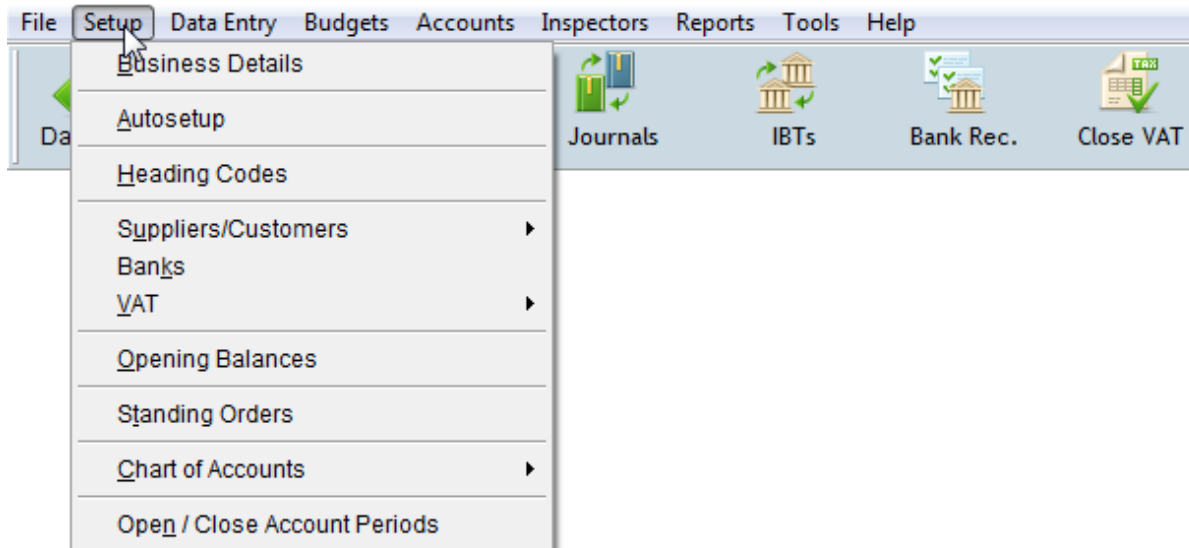 File Setup Data Entry Budgets Accounts Inspectors Reports Tools Help
Business Details
Autosetup
Heading Codes
Suppliers/Customers
Banks
VAT
Opening Balances
Standing Orders
Chart of Accounts
Open / Close Account Periods
Da
Journals IBTs Bank Rec. Close VAT
TAX